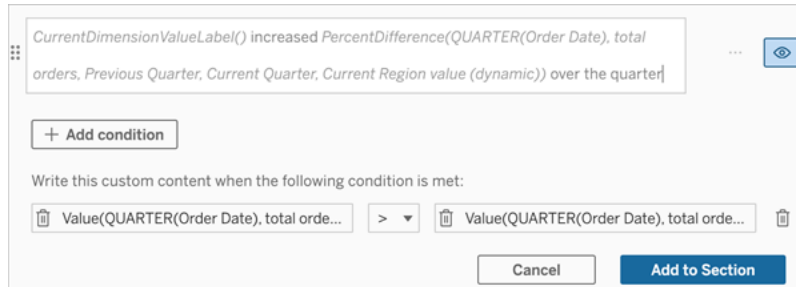 CurrentDimensionValueLabel() increased PercentDifference(QUARTER(Order Date), total
orders, Previous Quarter, Current Quarter, Current Region value (dynamic)) over the quarter
+ Add condition
Write this custom content when the following condition is met:
Value(QUARTER(Order Date), total orde... > Value(QUARTER(Order Date), total orde...
Cancel Add to Section